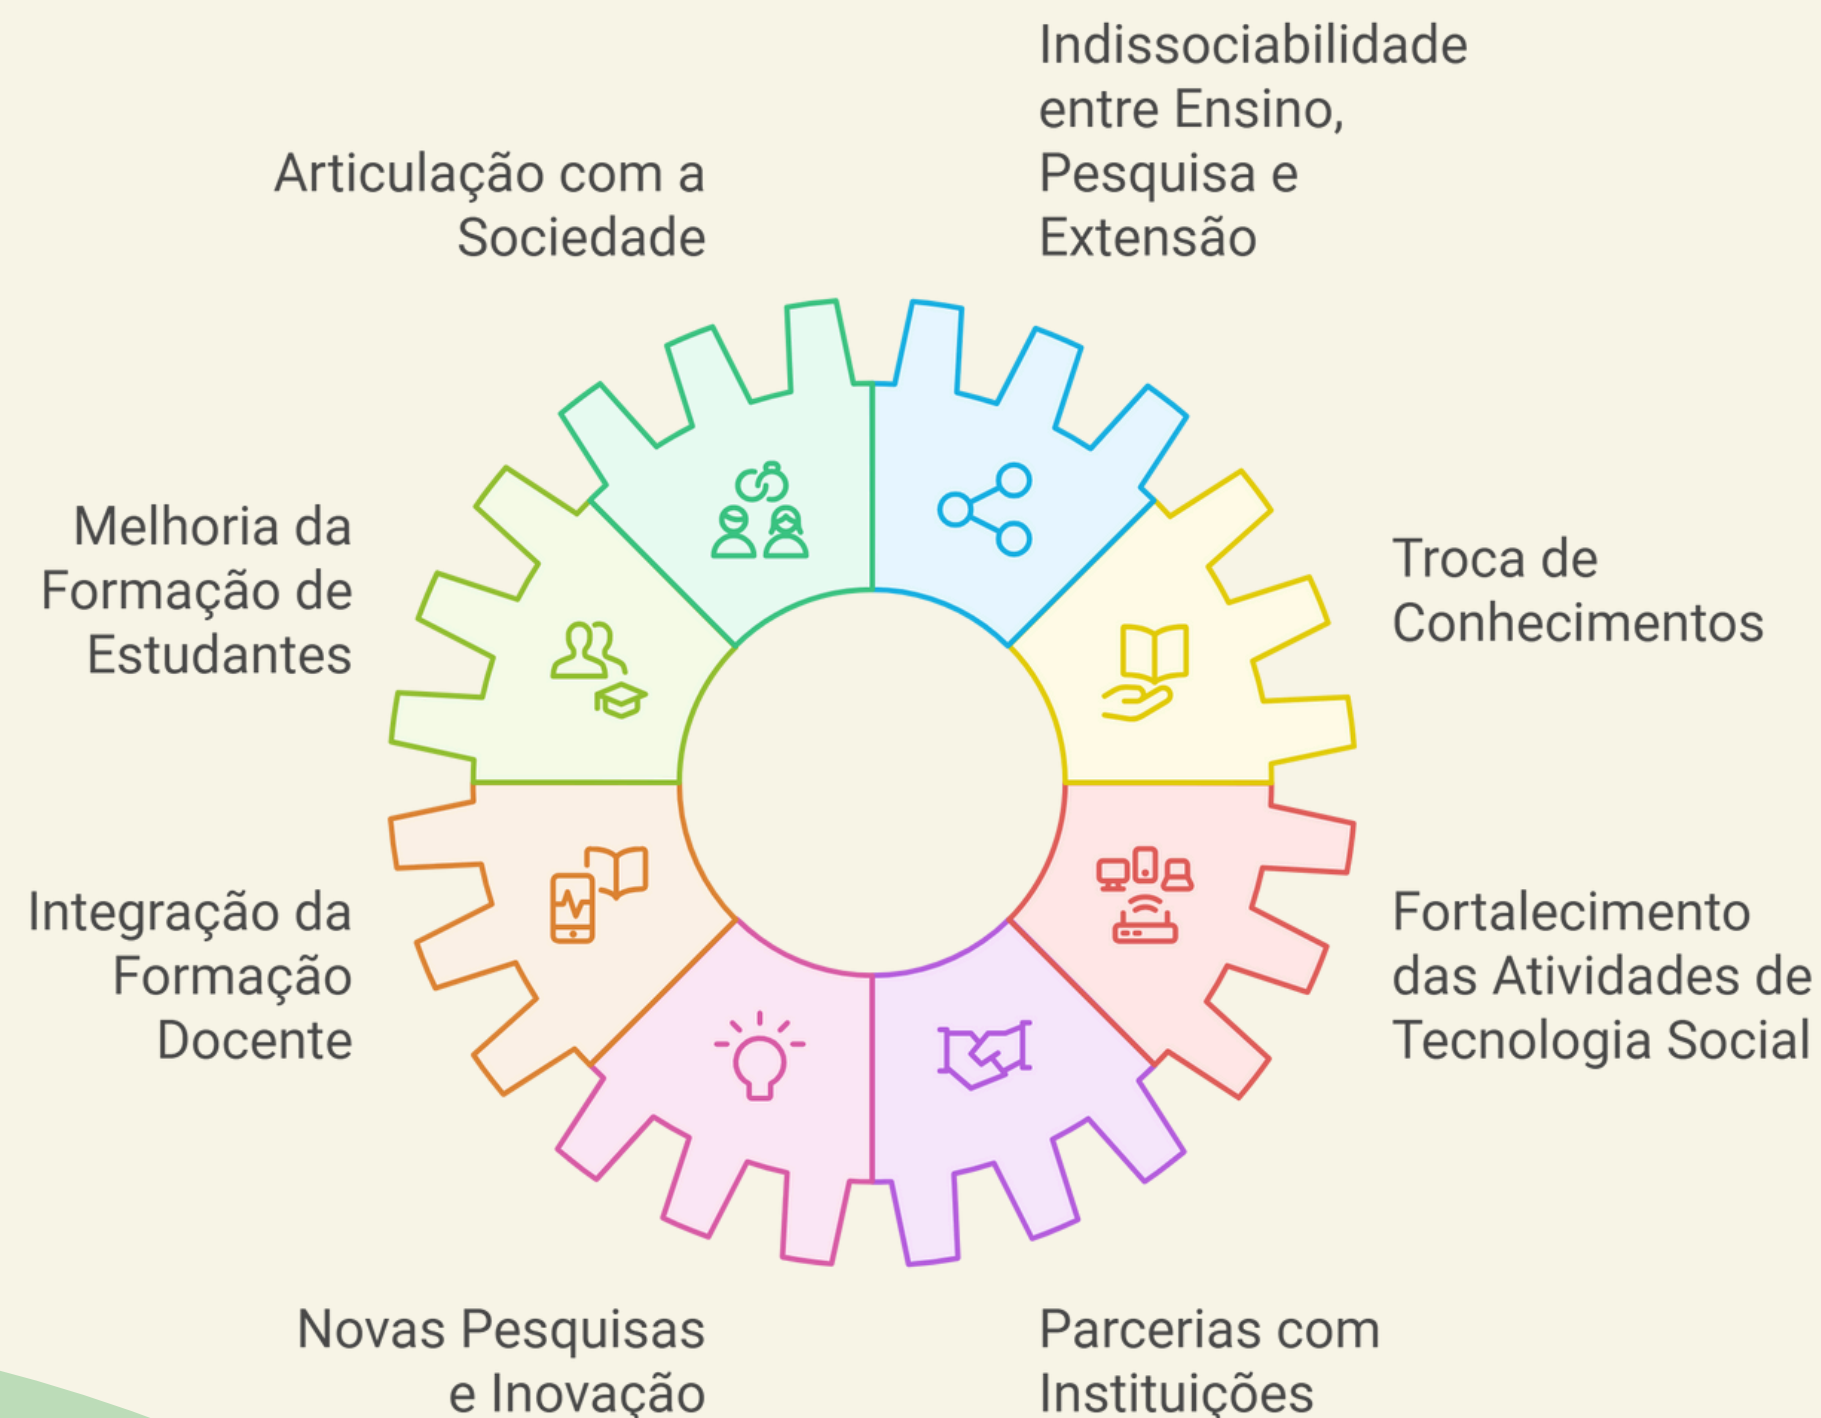 Indissociabilidade
entre Ensino,
Pesquisa e
Extensão
Articulação com a
Sociedade
Melhoria da
Formação de
Estudantes
Troca de
Conhecimentos
Integração da
Formação
Docente
Fortalecimento
das Atividades de
Tecnologia Social
Novas Pesquisas
e Inovação
Parcerias com
Instituições